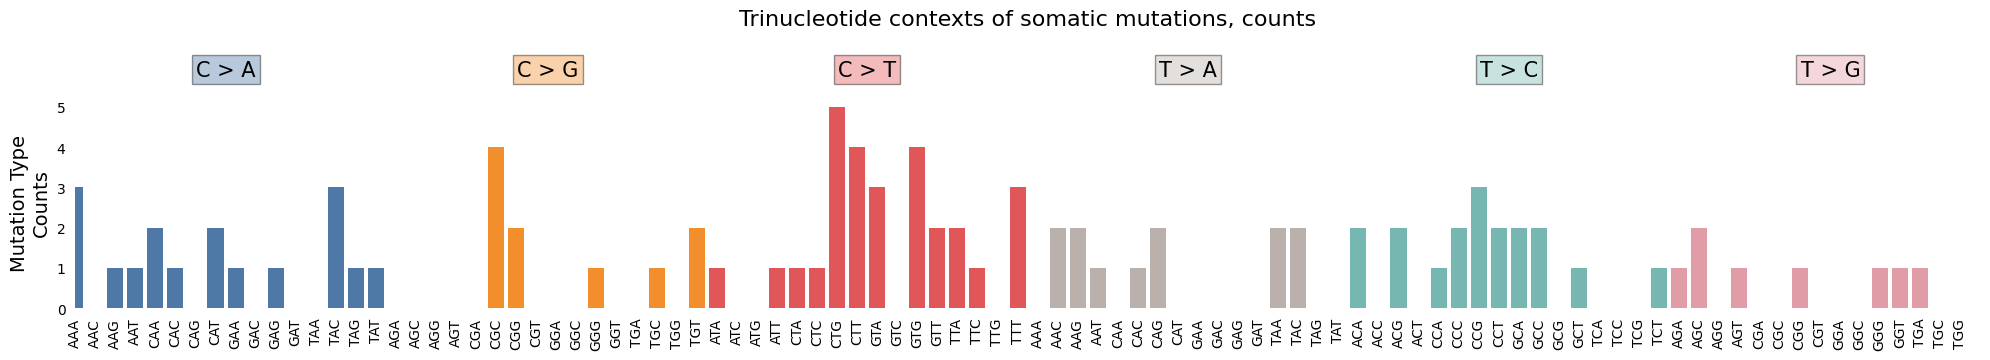 Trinucleotide contexts of somatic mutations, counts
C > A
C > G
C > T
T > A
T > C
T > G
Mutation Type
Counts
5
4
3
2
1
0
AAA
AAC
AAG
AAT
CAA
CAC
CAG
CAT
GAA
GAC
GAG
GAT
TAA
TAC
TAG
TAT
AGA
AGC
AGG
AGT
CGA
CGC
CGG
CGT
GGA
GGC
GGG
GGT
TGA
TGC
TGG
TGT
ATA
ATC
ATG
ATT
CTA
CTC
CTG
CTT
GTA
GTC
GTG
GTT
TTA
TTC
TTG
TTT
AAA
AAC
AAG
AAT
CAA
CAC
CAG
CAT
GAA
GAC
GAG
GAT
TAA
TAC
TAG
TAT
ACA
ACC
ACG
ACT
CCA
CCC
CCG
CCT
GCA
GCC
GCG
GCT
TCA
TCC
TCG
TCT
AGA
AGC
AGG
AGT
CGA
CGC
CGG
CGT
GGA
GGC
GGG
GGT
TGA
TGC
TGG